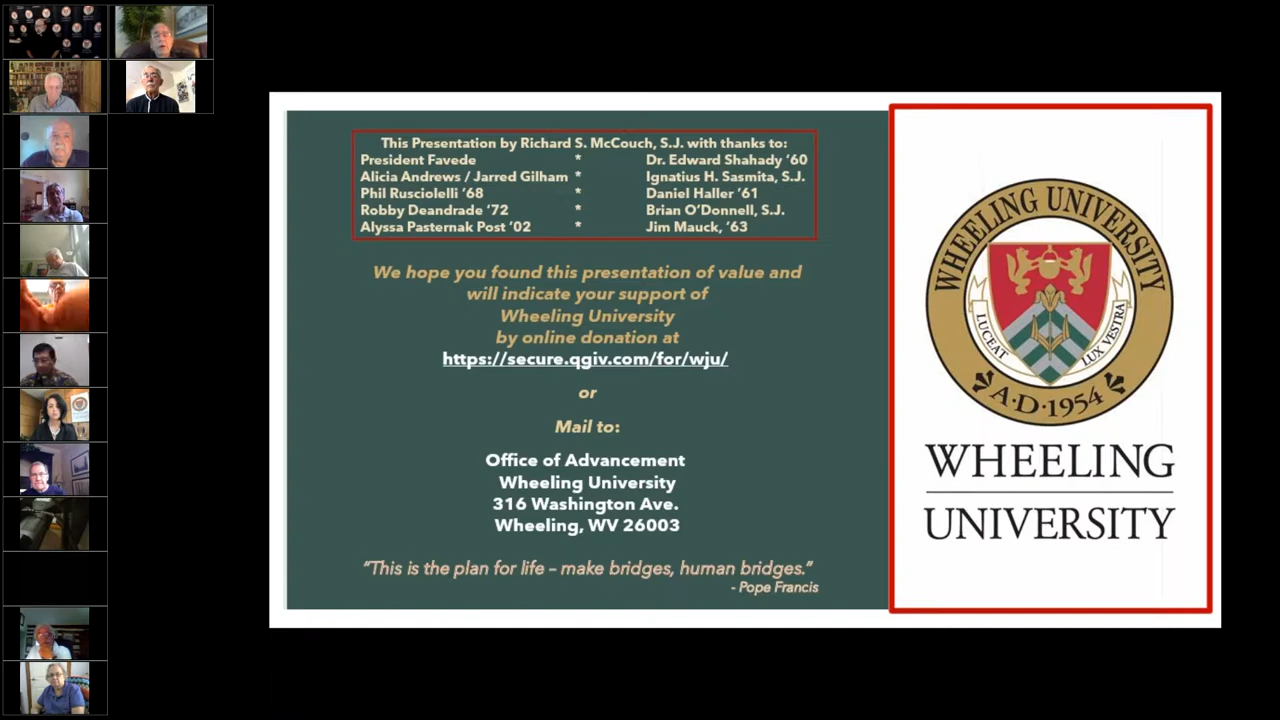 This Presentation by Richard S. McCouch, S.J. with thanks to:
President Favede * Dr. Edward Shahady ’60
Alicia Andrews / Jarred Gilham * Ignatius H. Sasmita, S.J.
Phil Rusciolelli ’68 * Daniel Haller ’61
Robby Deandrade ’72 * Brian O’Donnell, S.J.
Alyssa Pasternak Post ’02 * Jim Mauck, ’63
We hope you found this presentation of value and
will indicate your support of
Wheeling University
by online donation at
https://secure.qgiv.com/for/wju/
or
Mail to:
Office of Advancement
Wheeling University
316 Washington Ave.
Wheeling, WV 26003
“This is the plan for life – make bridges, human bridges.”
- Pope Francis
WHEELING UNIVERSITY
LUCEAT LUX VESTRA
A·D·1954
WHEELING
UNIVERSITY